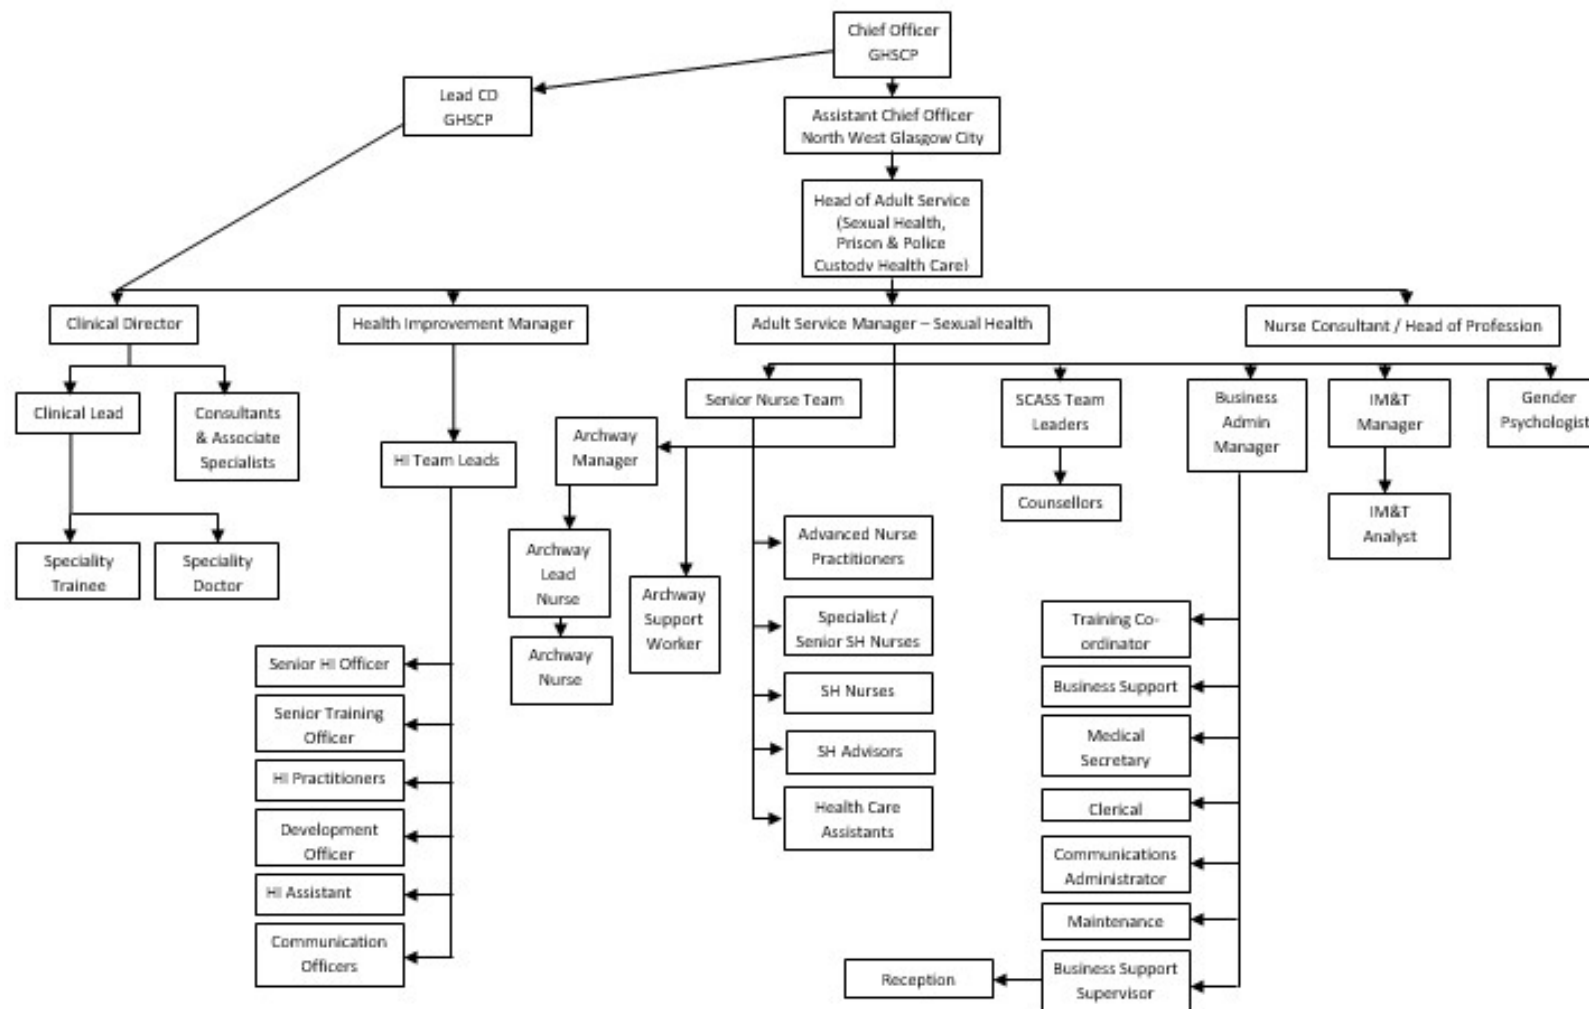 Chief Officer
GHSCP
Lead CD
GHSCP
Assistant Chief Officer
North West Glasgow City
Head of Adult Service
(Sexual Health,
Prison & Police
Custody Health Care)
Clinical Director
Health Improvement Manager
Adult Service Manager – Sexual Health
Nurse Consultant / Head of Profession
Clinical Lead
Consultants
& Associate
Specialists
HI Team Leads
Archway
Manager
Senior Nurse Team
SCASS Team
Leaders
Business
Admin
Manager
IM&T
Manager
Gender
Psychologist
Counsellors
IM&T
Analyst
Speciality
Trainee
Speciality
Doctor
Archway
Lead
Nurse
Archway
Nurse
Archway
Support
Worker
Advanced Nurse
Practitioners
Specialist /
Senior SH Nurses
SH Nurses
SH Advisors
Health Care
Assistants
Senior HI Officer
Senior Training
Officer
HI Practitioners
Development
Officer
HI Assistant
Communication
Officers
Training Co-
ordinator
Business Support
Medical
Secretary
Clerical
Communications
Administrator
Maintenance
Business Support
Supervisor
Reception